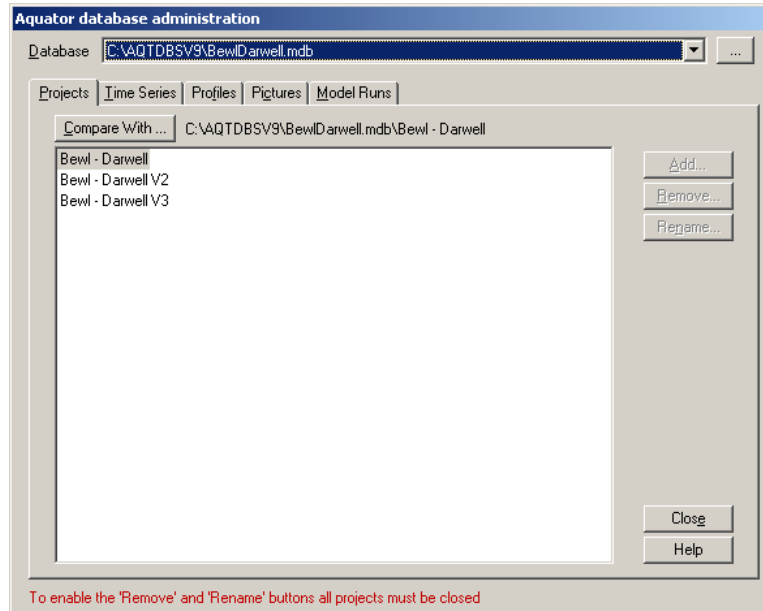 Aquator database administration
Database C:\AQTDBSV9\BewlDarwell.mdb ...
Projects Time Series Profiles Pictures Model Runs
Compare With ... C:\AQTDBSV9\BewlDarwell.mdb\Bewl - Darwell
Bewl - Darwell
Bewl - Darwell V2
Bewl - Darwell V3
Add...
Remove...
Rename...
Close
Help
To enable the 'Remove' and 'Rename' buttons all projects must be closed